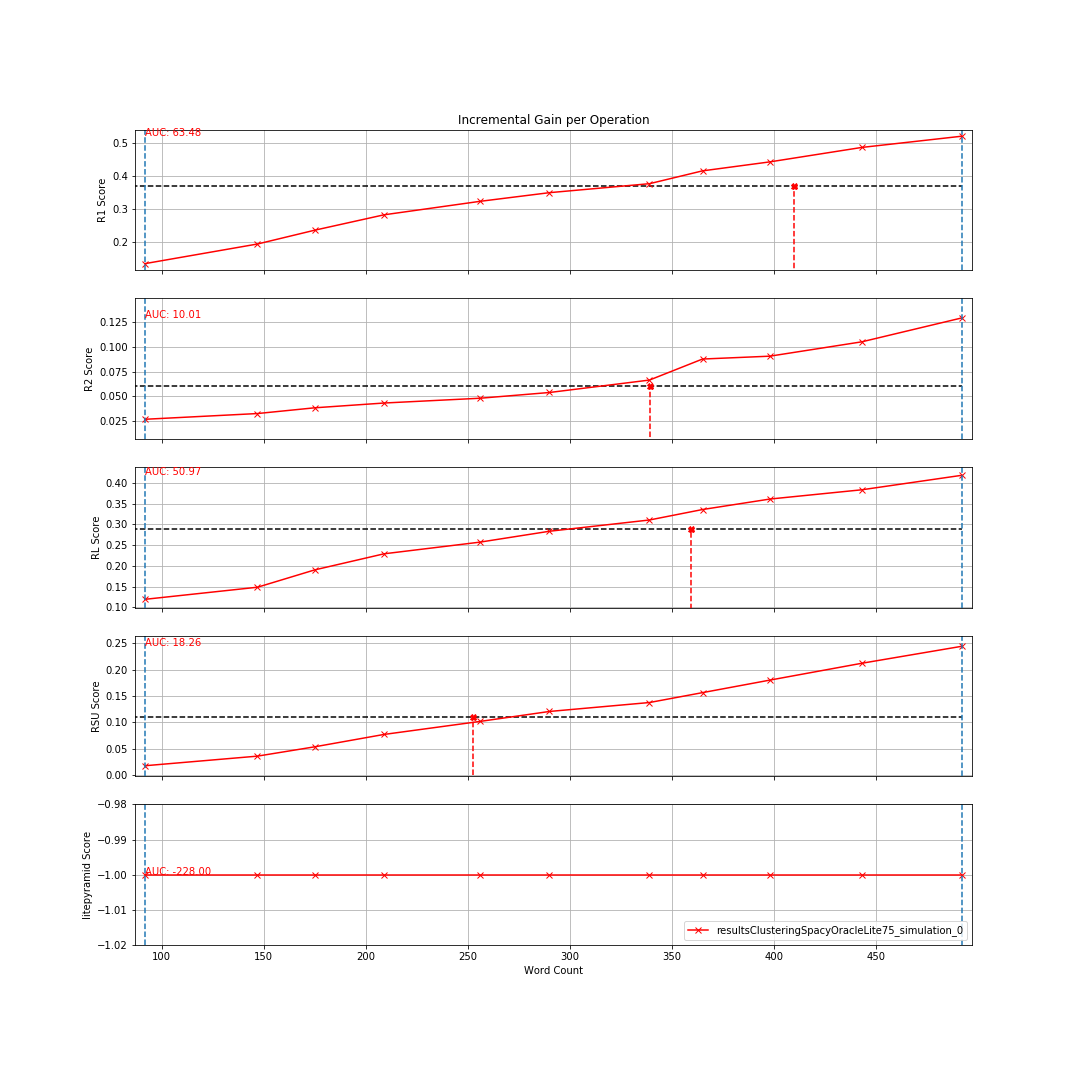 Incremental Gain per Operation
AUC: 63.48
0.5
0.4
0.3
0.2
R1 Score
AUC: 10.01
0.125
0.100
0.075
0.050
0.025
R2 Score
AUC: 50.97
0.40
0.35
0.30
0.25
0.20
0.15
0.10
RL Score
AUC: 18.26
0.25
0.20
0.15
0.10
0.05
0.00
RSU Score
−0.98
−0.99
−1.00
−1.01
−1.02
litepyramid Score
AUC: -228.00
resultsClusteringSpacyOracleLite75_simulation_0
100 150 200 250 300 350 400 450
Word Count